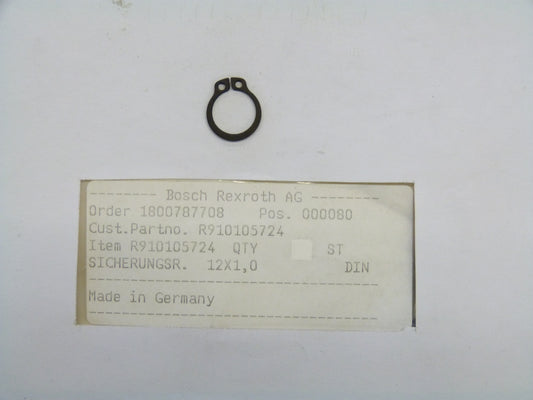 -------- Bosch Rexroth AG ---------
Order 1800787708 Pos. 000080
Cust.Partno. R910105724
Item R910105724 QTY ST
SICHERUNGSR. 12X1,0 DIN
-----------------------------------
Made in Germany
-----------------------------------